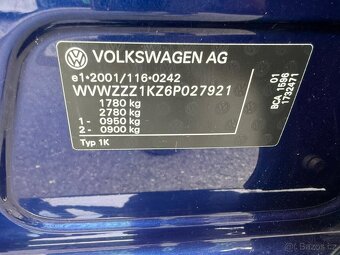 VOLKSWAGEN AG
e1*2001/116*0242
WVWZZZ1KZ6P027921
1780 kg
2780 kg
1 - 0950 kg
2 - 0900 kg
Typ 1K
01
BCA 1596
1732471